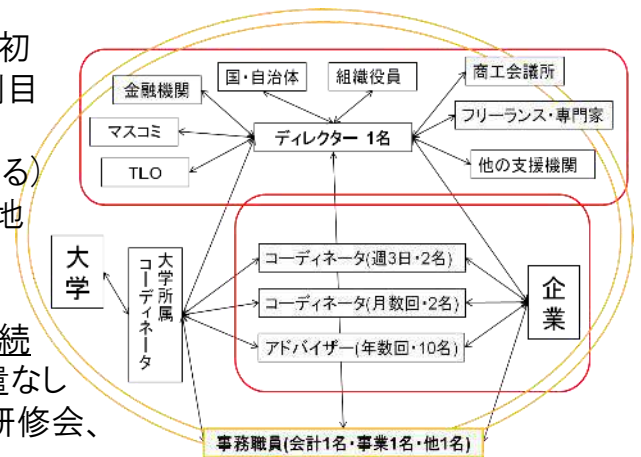 初
国・自治体
組織役員
商工会議所
金融機関
目
フリーランス・専門家
マスコミ
ディレクター 1名
る)
TLO
他の支援機関
地
大学
大学所属コーディネータ
コーディネータ(週3日・2名)
企業
コーディネータ(月数回・2名)
続
アドバイザー(年数回・10名)
なし
研修会、
事務職員(会計1名・事業1名・他1名)